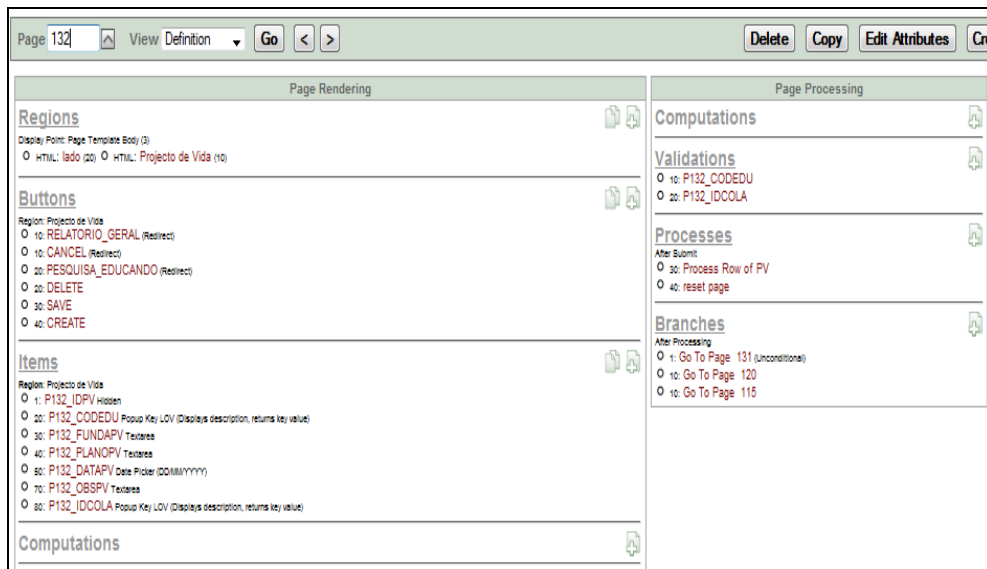 Page 132 View Definition Go < > Delete Copy Edit Attributes Cr
Page Rendering
Regions
Display Point: Page Template Body (3)
HTML: lado (20) HTML: Projecto de Vida (10)
Buttons
Region: Projecto de Vida
10: RELATORIO_GERAL (Redirect)
10: CANCEL (Redirect)
20: PESQUISA_EDUCANDO (Redirect)
20: DELETE
30: SAVE
40: CREATE
Items
Region: Projecto de Vida
1: P132_IDPV Hidden
20: P132_CODEDU Popup Key LOV (Displays description, returns key value)
30: P132_FUNDAPV Textarea
40: P132_PLANOPV Textarea
50: P132_DATAPV Date Picker (DD/MM/YYYY)
70: P132_OBSPV Textarea
80: P132_IDCOLA Popup Key LOV (Displays description, returns key value)
Computations
Page Processing
Computations
Validations
10: P132_CODEDU
20: P132_IDCOLA
Processes
After Submit
30: Process Row of PV
40: reset page
Branches
After Processing
1: Go To Page 131 (Unconditional)
10: Go To Page 120
10: Go To Page 115